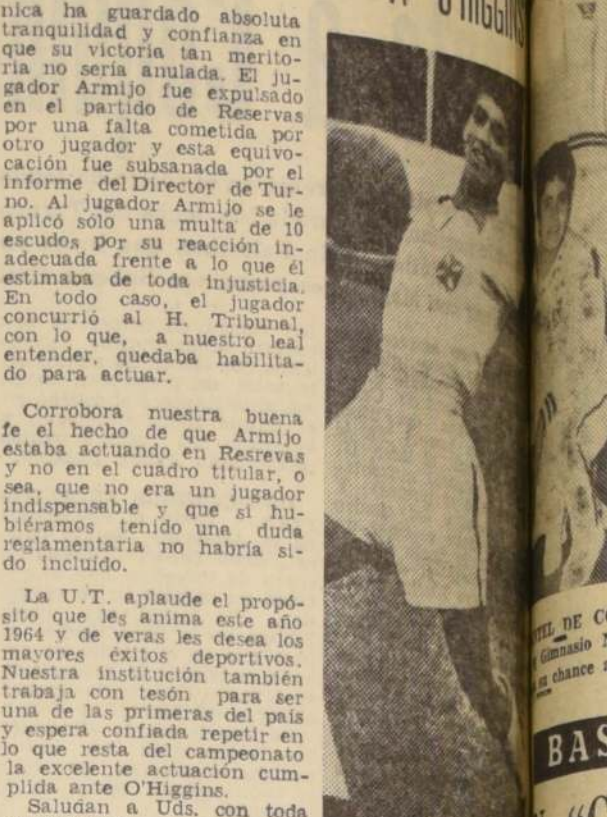 nica ha guardado absoluta
tranquilidad y confianza en
que su victoria tan merito-
ria no sería anulada. El ju-
gador Armijo fue expulsado
en el partido de Reservas
por una falta cometida por
otro jugador y esta equivo-
cación fue subsanada por el
informe del Director de Tur-
no. Al jugador Armijo se le
aplicó sólo una multa de 10
escudos por su reacción in-
adecuada frente a lo que él
estimaba de toda injusticia.
En todo caso, el jugador
concurrió al H. Tribunal,
con lo que, a nuestro leal
entender, quedaba habilita-
do para actuar.
Corrobora nuestra buena
fe el hecho de que Armijo
estaba actuando en Resrevas
y no en el cuadro titular, o
sea, que no era un jugador
indispensable y que si hu-
biéramos tenido una duda
reglamentaria no habría si-
do incluído.
La U.T. aplaude el propó-
sito que les anima este año
1964 y de veras les desea los
mayores éxitos deportivos.
Nuestra institución también
trabaja con tesón para ser
una de las primeras del país
y espera confiada repetir en
lo que resta del campeonato
la excelente actuación cum-
plida ante O'Higgins.
Saludan a Uds. con toda
O'HIGGINS
DE CO
Gimnasio
su chance a
BAS